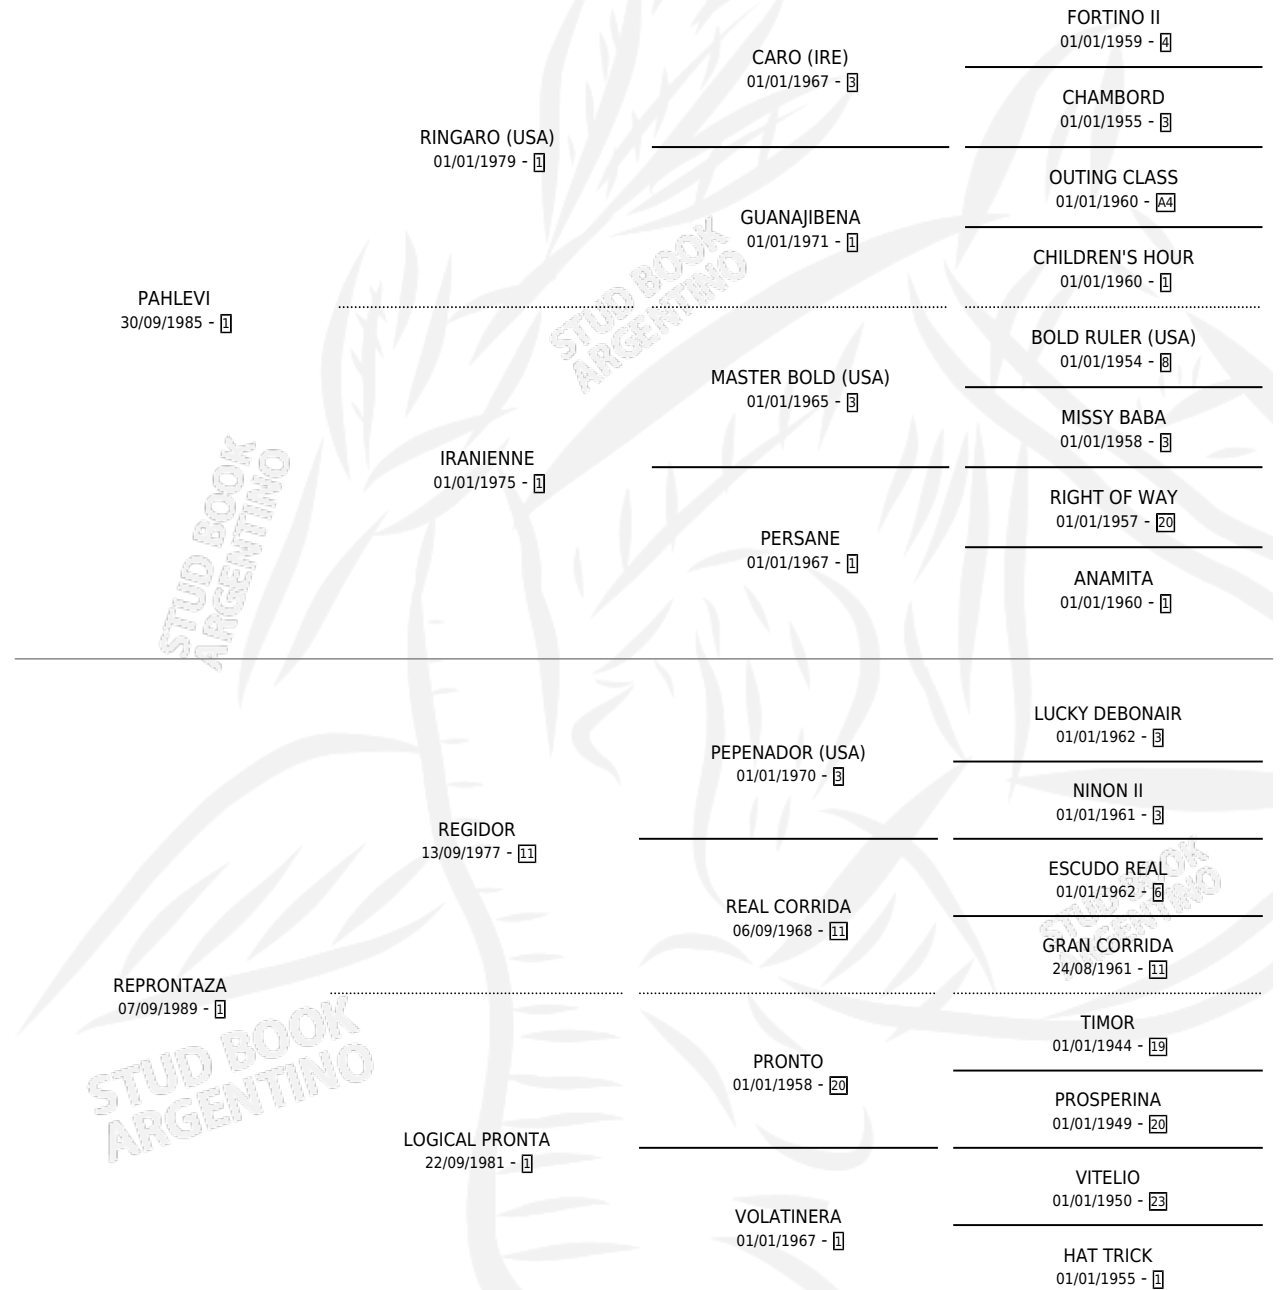 FORTINO II
01/01/1959 - 4
CARO (IRE)
01/01/1967 - 3
CHAMBORD
01/01/1955 - 3
RINGARO (USA)
01/01/1979 - 1
OUTING CLASS
01/01/1960 - A4
GUANAJIBENA
01/01/1971 - 1
CHILDREN'S HOUR
01/01/1960 - 1
PAHLEVI
30/09/1985 - 1
BOLD RULER (USA)
01/01/1954 - 8
MASTER BOLD (USA)
01/01/1965 - 3
MISSY BABA
01/01/1958 - 3
IRANIENNE
01/01/1975 - 1
RIGHT OF WAY
01/01/1957 - 20
PERSANE
01/01/1967 - 1
ANAMITA
01/01/1960 - 1
LUCKY DEBONAIR
01/01/1962 - 3
PEPENADOR (USA)
01/01/1970 - 3
NINON II
01/01/1961 - 3
REGIDOR
13/09/1977 - 11
ESCUDO REAL
01/01/1962 - 6
REAL CORRIDA
06/09/1968 - 11
GRAN CORRIDA
24/08/1961 - 11
REPRONTAZA
07/09/1989 - 1
TIMOR
01/01/1944 - 19
PRONTO
01/01/1958 - 20
PROSPERINA
01/01/1949 - 20
LOGICAL PRONTA
22/09/1981 - 1
VITELIO
01/01/1950 - 23
VOLATINERA
01/01/1967 - 1
HAT TRICK
01/01/1955 - 1
STUD BOOK
ARGENTINO
STUD BOOK
ARGENTINO
STUD BOOK
ARGENTINO
STUD BOOK
ARGENTINO